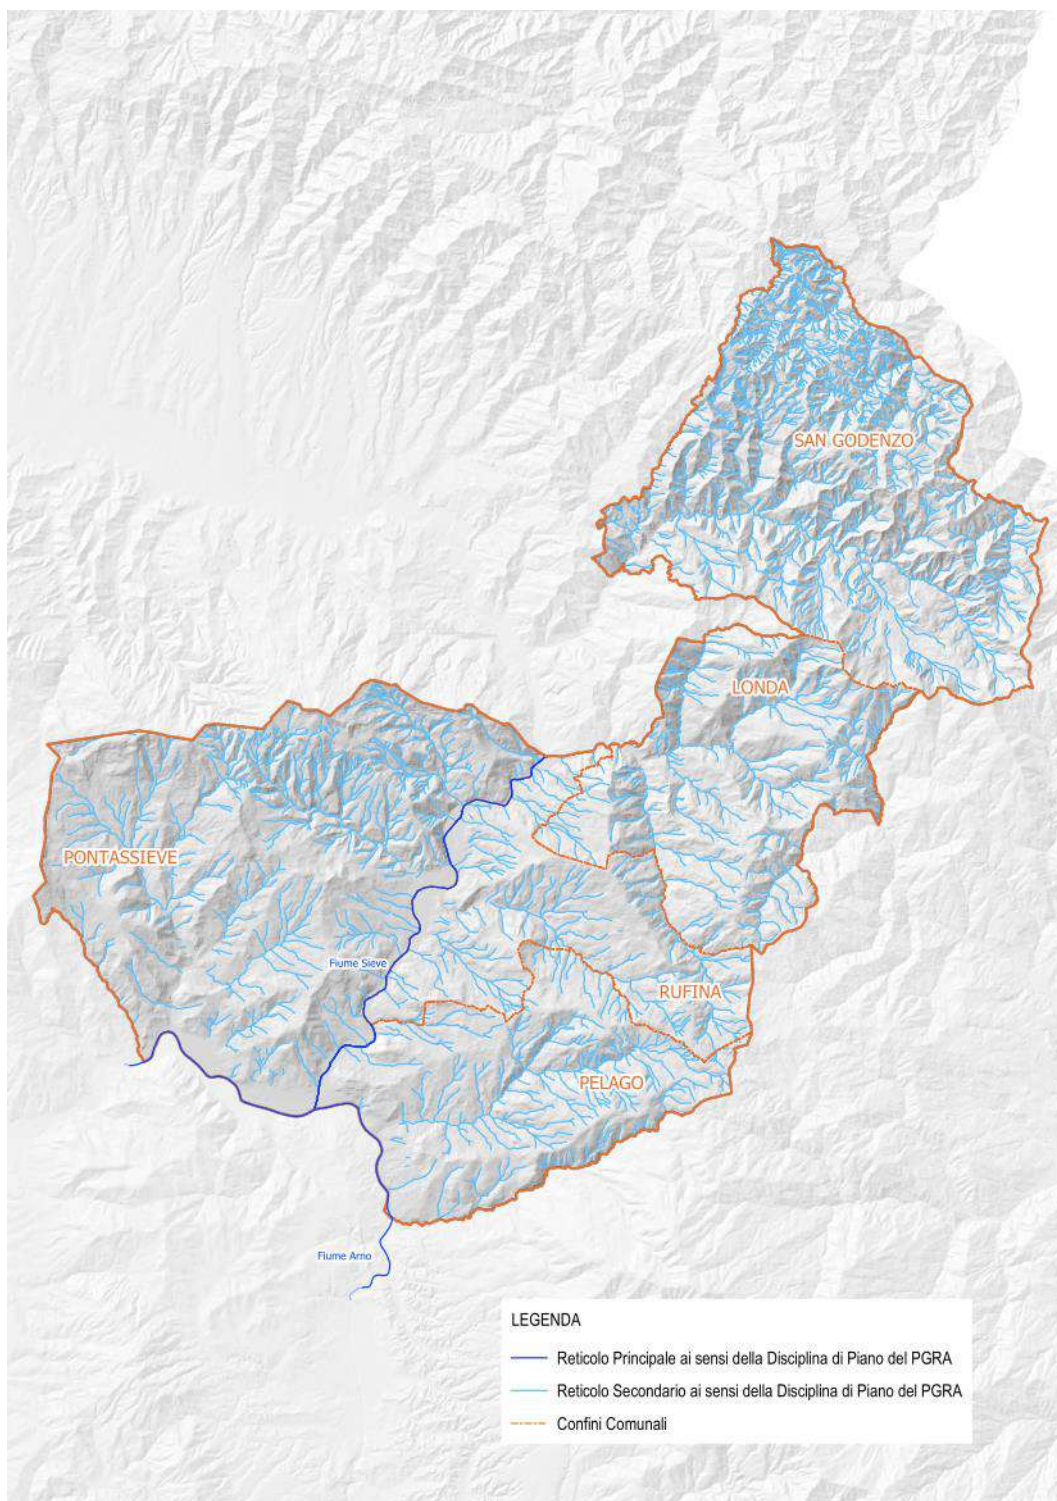 SAN GODENZO
LONDA
PONTASSIEVE
Fiume Sieve
RUFINA
PELAGO
Fiume Arno
LEGENDA
Reticolo Principale ai sensi della Disciplina di Piano del PGRA
Reticolo Secondario ai sensi della Disciplina di Piano del PGRA
Confini Comunali